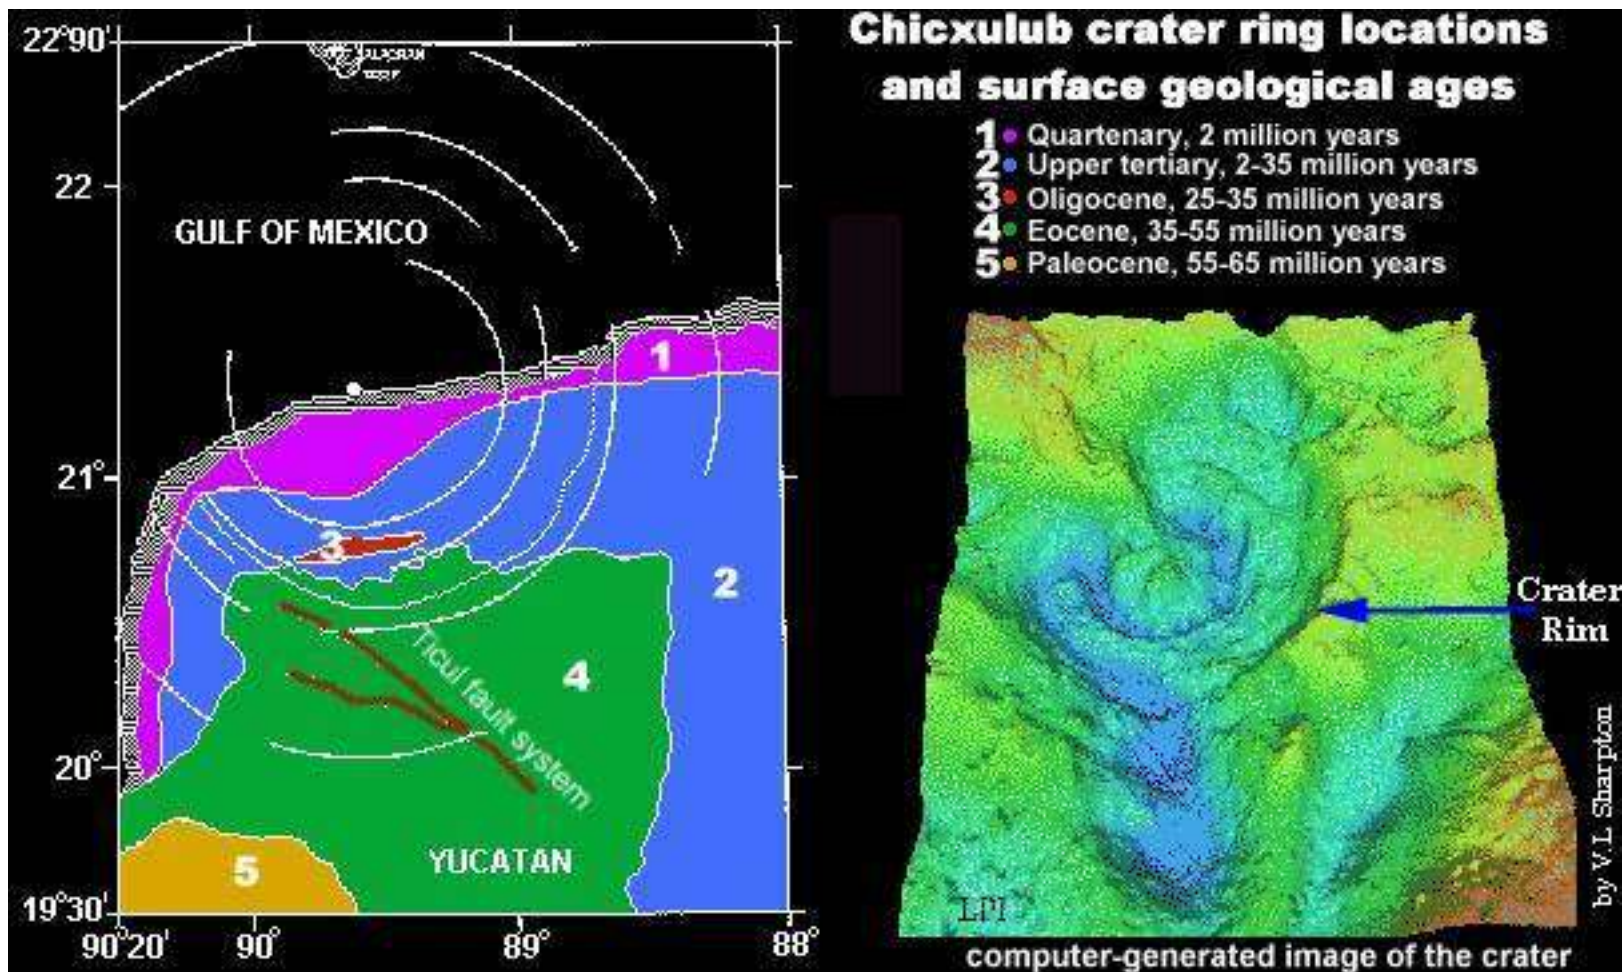 Chicxulub crater ring locations
and surface geological ages
1 Quartenary, 2 million years
2 Upper tertiary, 2-35 million years
3 Oligocene, 25-35 million years
4 Eocene, 35-55 million years
5 Paleocene, 55-65 million years
22°90'
ALACRAN
REEF
22
GULF OF MEXICO
1
21°
3
2
Ticul fault system
4
20°
YUCATAN
5
19°30'
90°20'
90°
89°
88°
Crater
Rim
by V.L Sharpton
LPI
computer-generated image of the crater